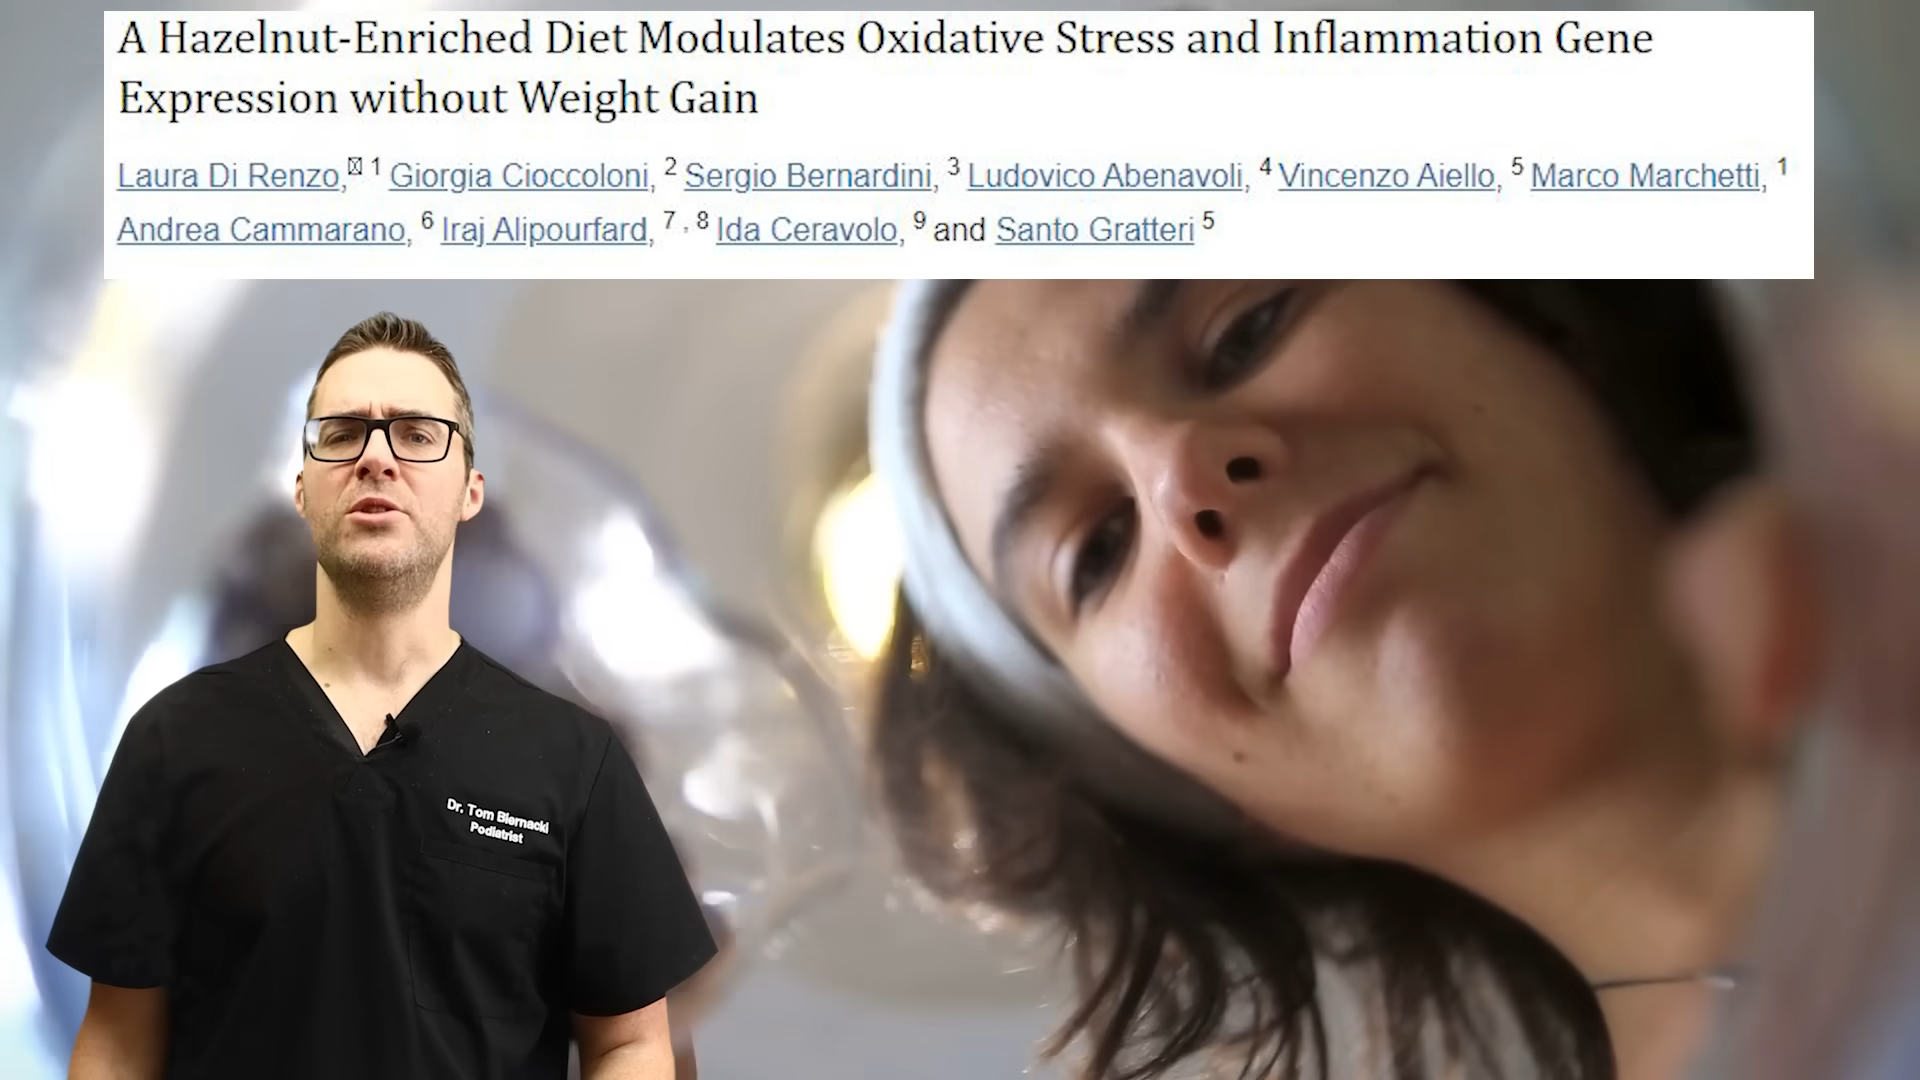 A Hazelnut-Enriched Diet Modulates Oxidative Stress and Inflammation Gene
Expression without Weight Gain
Laura Di Renzo, 1 Giorgia Cioccoloni, 2 Sergio Bernardini, 3 Ludovico Abenavoli, 4 Vincenzo Aiello, 5 Marco Marchetti, 1
Andrea Cammarano, 6 Iraj Alipourfard, 7 , 8 Ida Ceravolo, 9 and Santo Gratteri 5
Dr. Tom Biernacki
Podiatrist